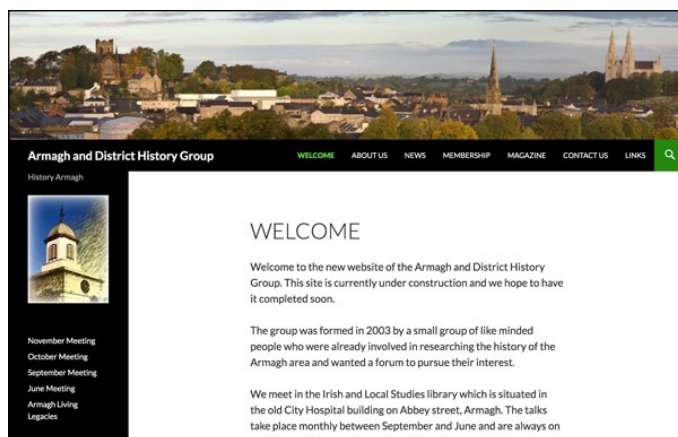 Armagh and District History Group
WELCOME ABOUT US NEWS MEMBERSHIP MAGAZINE CONTACT US LINKS
History Armagh
November Meeting
October Meeting
September Meeting
June Meeting
Armagh Living
Legacies
WELCOME
Welcome to the new website of the Armagh and District History
Group. This site is currently under construction and we hope to have
it completed soon.
The group was formed in 2003 by a small group of like minded
people who were already involved in researching the history of the
Armagh area and wanted a forum to pursue their interest.
We meet in the Irish and Local Studies library which is situated in
the old City Hospital building on Abbey street, Armagh. The talks
take place monthly between September and June and are always on